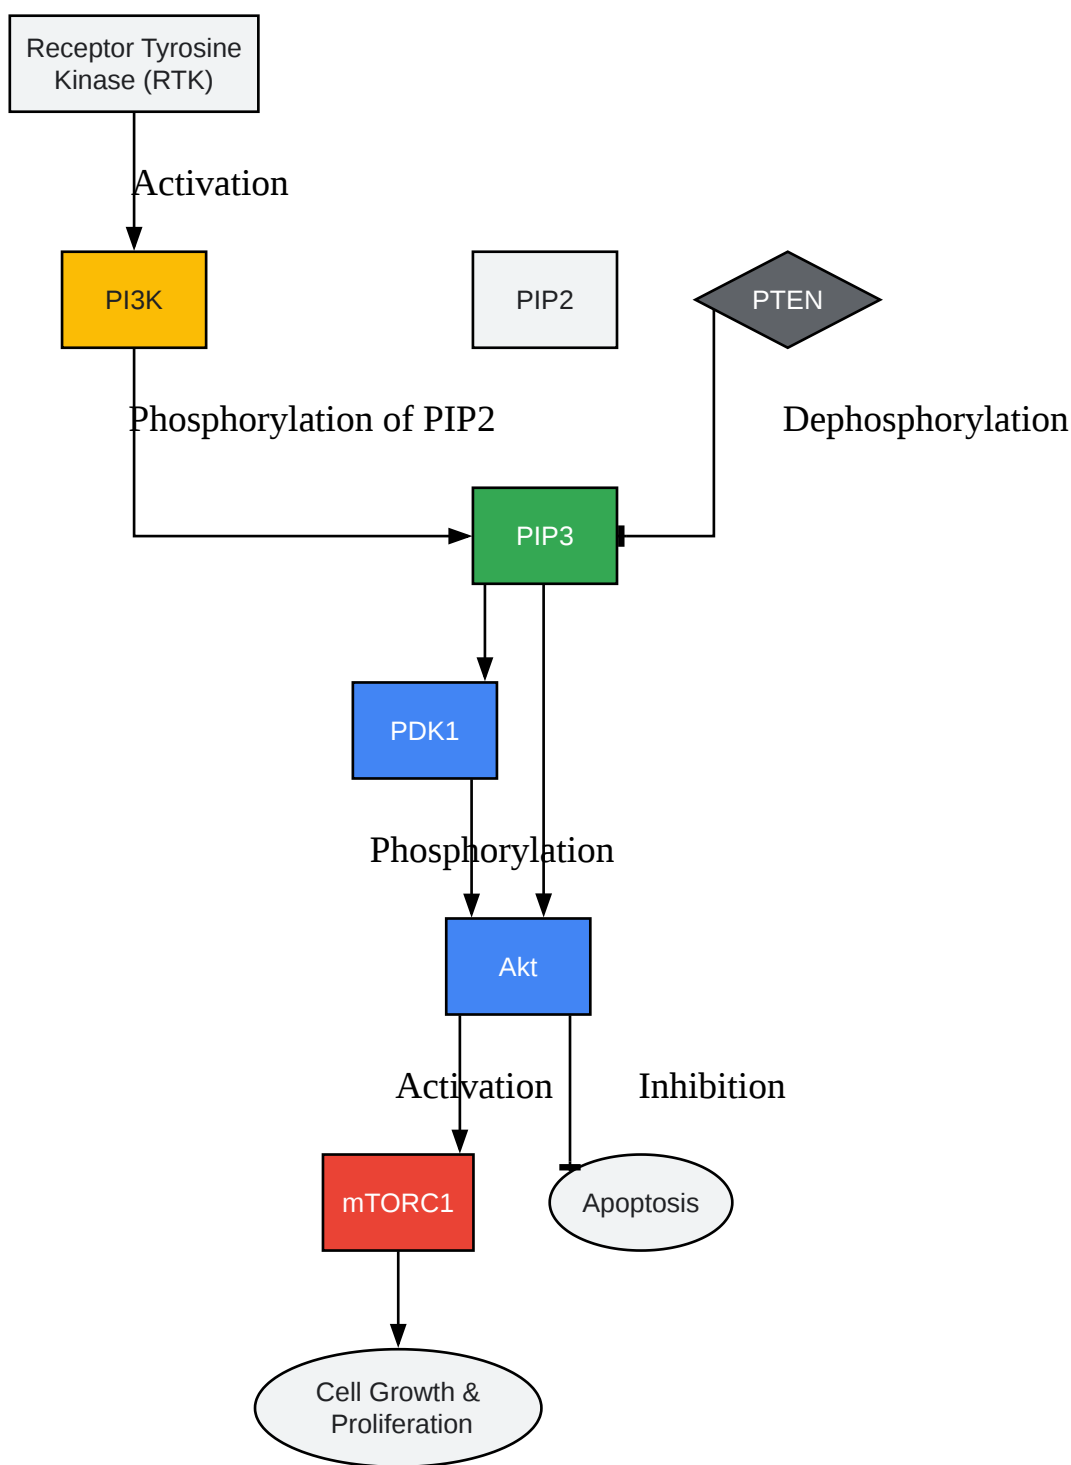 Receptor Tyrosine
Kinase (RTK)
Activation
PI3K
PIP2
PTEN
Phosphorylation of PIP2
Dephosphorylation
PIP3
PDK1
Phosphorylation
Akt
Activation
Inhibition
mTORC1
Apoptosis
Cell Growth &
Proliferation